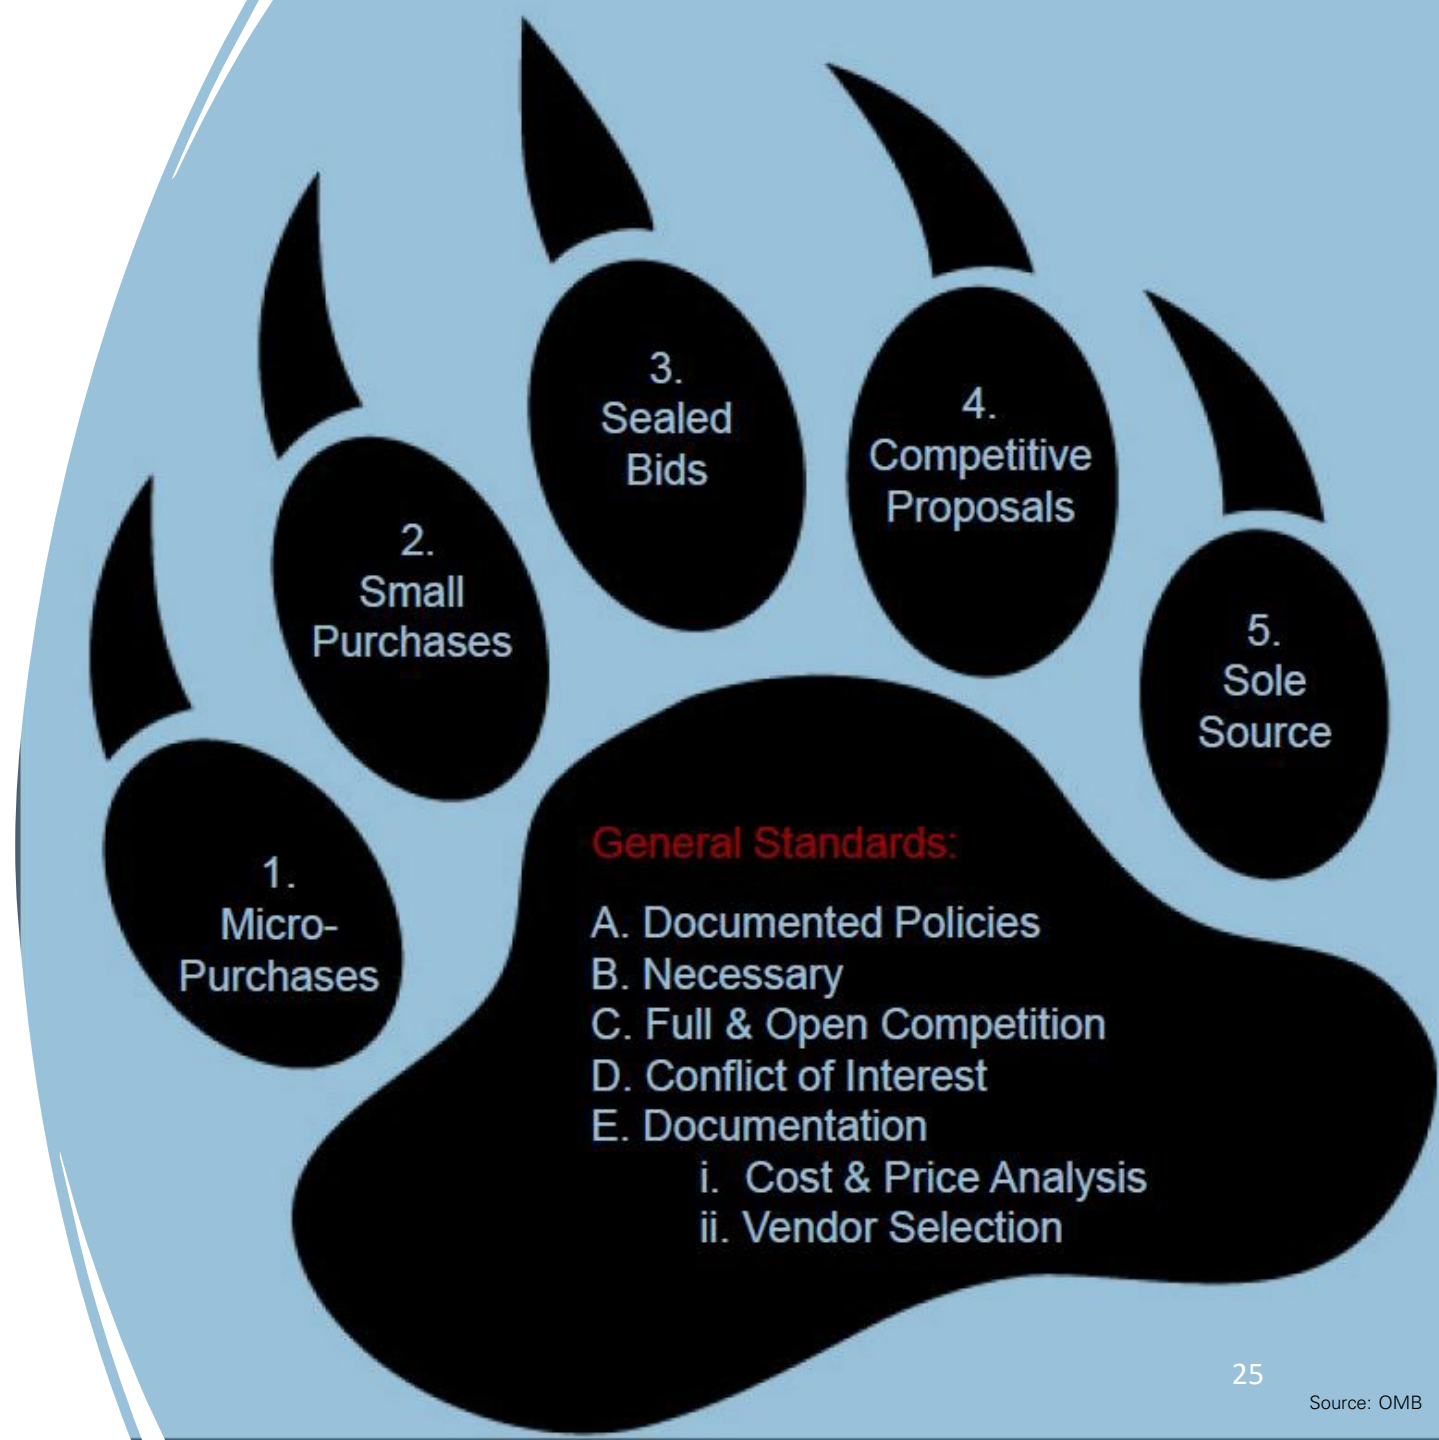 1.
Micro-
Purchases
2.
Small
Purchases
3.
Sealed
Bids
4.
Competitive
Proposals
5.
Sole
Source
General Standards:
A. Documented Policies
B. Necessary
C. Full & Open Competition
D. Conflict of Interest
E. Documentation
i. Cost & Price Analysis
ii. Vendor Selection
25
Source: OMB